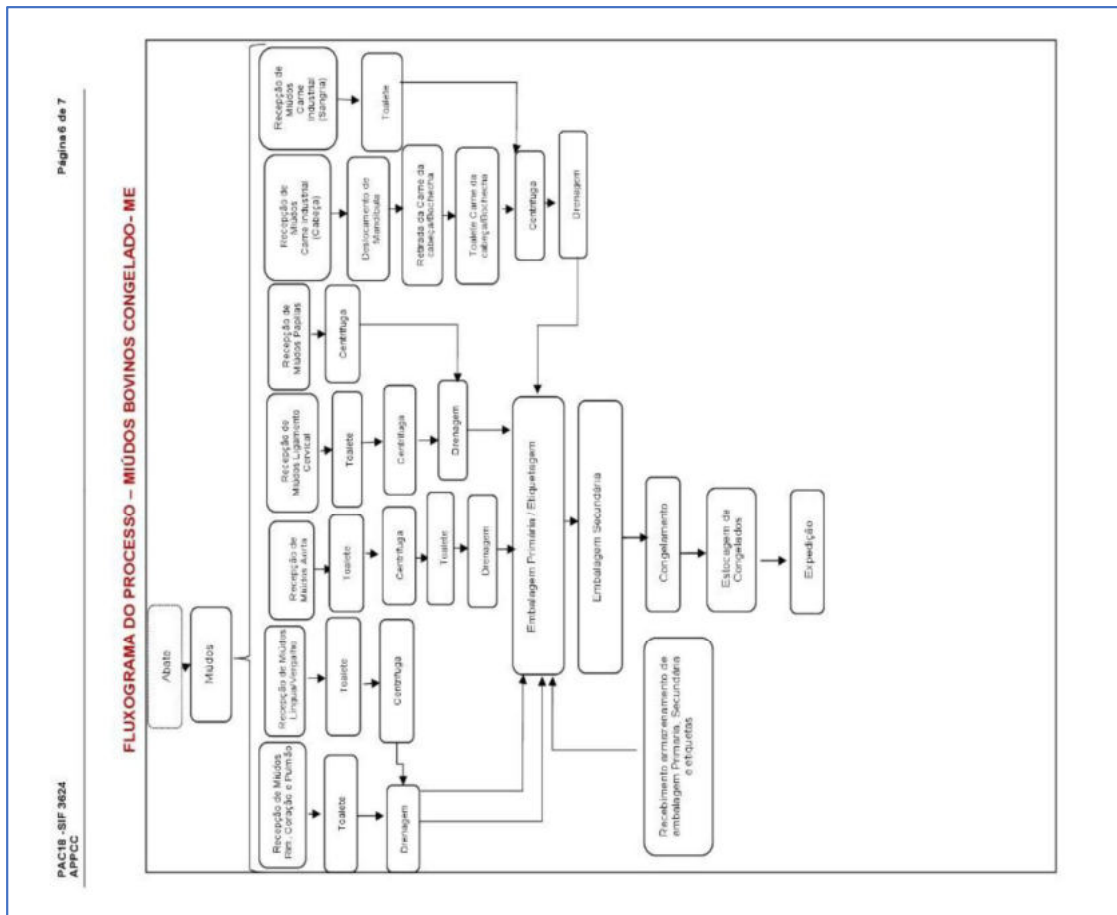 PAC18 -SIF 3624
APPCC
Página 6 de 7
FLUXOGRAMA DO PROCESSO – MIÚDOS BOVINOS CONGELADO- ME
Abate
Miúdos
Recepção de Miúdos
Rim, Coração e Pulmão
Toalete
Drenagem
Recepção de Miúdos
Língua/Vergalho
Toalete
Centrífuga
Recepção de
Miúdos Aorta
Toalete
Centrífuga
Toalete
Drenagem
Recepção de
Miúdos Ligamento
Cervical
Toalete
Centrífuga
Drenagem
Recepção de
Miúdos Papilas
Centrífuga
Recepção de
Miúdos
Carne Industrial
(Cabeça)
Deslocamento de
Mandíbula
Retirada da Carne da
cabeça/Bochecha
Toalete Carne da
cabeça/Bochecha
Centrífuga
Drenagem
Recepção de
Miúdos
Carne
Industrial
(Sangria)
Toalete
Embalagem Primária / Etiquetagem
Embalagem Secundária
Congelamento
Estocagem de
Congelados
Expedição
Recebimento armazenamento de
embalagem Primaria, Secundária
e etiquetas